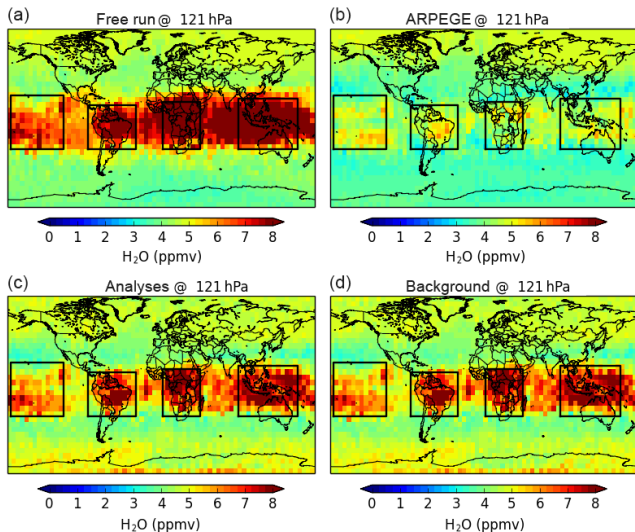 (a) Free run @ 121 hPa
(b) ARPEGE @ 121 hPa
0 1 2 3 4 5 6 7 8
H₂O (ppmv)
0 1 2 3 4 5 6 7 8
H₂O (ppmv)
(c) Analyses @ 121 hPa
(d) Background @ 121 hPa
0 1 2 3 4 5 6 7 8
H₂O (ppmv)
0 1 2 3 4 5 6 7 8
H₂O (ppmv)